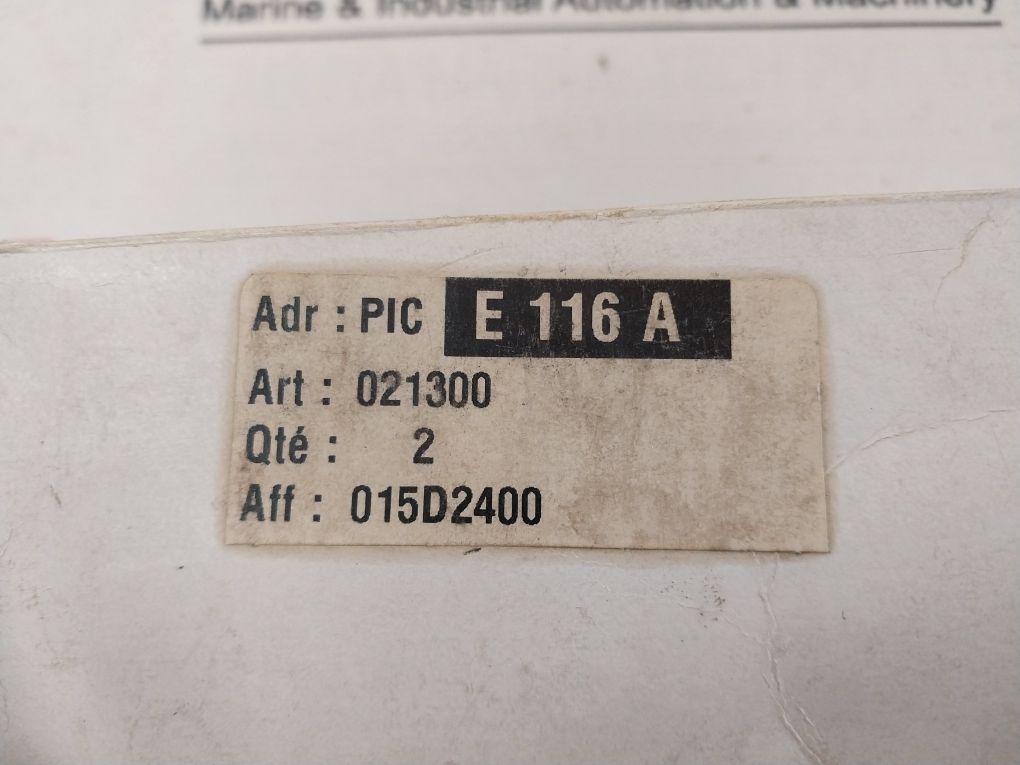 Marine & Industrial Automation & Machinery
Adr : PIC E 116 A
Art : 021300
Qté : 2
Aff : 015D2400